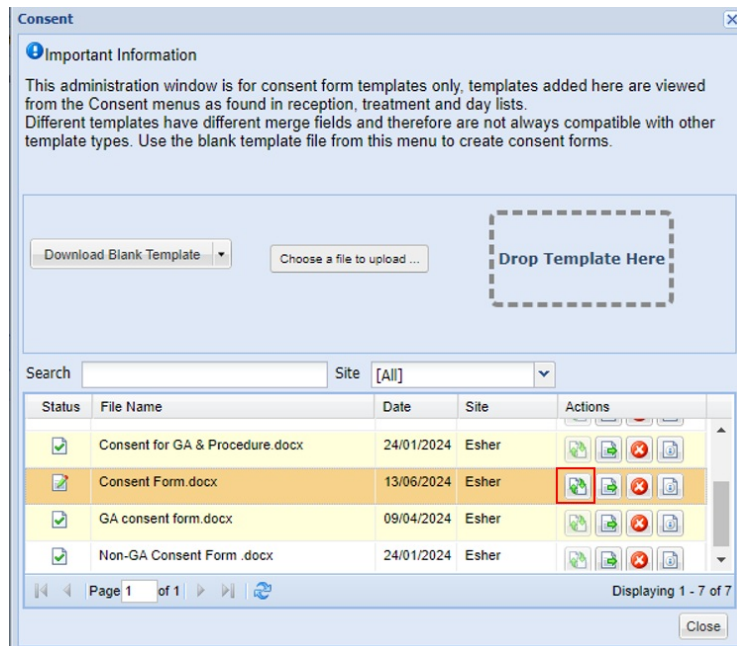 Consent
Important Information
This administration window is for consent form templates only, templates added here are viewed
from the Consent menus as found in reception, treatment and day lists.
Different templates have different merge fields and therefore are not always compatible with other
template types. Use the blank template file from this menu to create consent forms.
Download Blank Template
Choose a file to upload ...
Drop Template Here
Search
Site [All]
Status File Name Date Site Actions
Consent for GA & Procedure.docx 24/01/2024 Esher
Consent Form.docx 13/06/2024 Esher
GA consent form.docx 09/04/2024 Esher
Non-GA Consent Form .docx 24/01/2024 Esher
Page 1 of 1 Displaying 1 - 7 of 7
Close